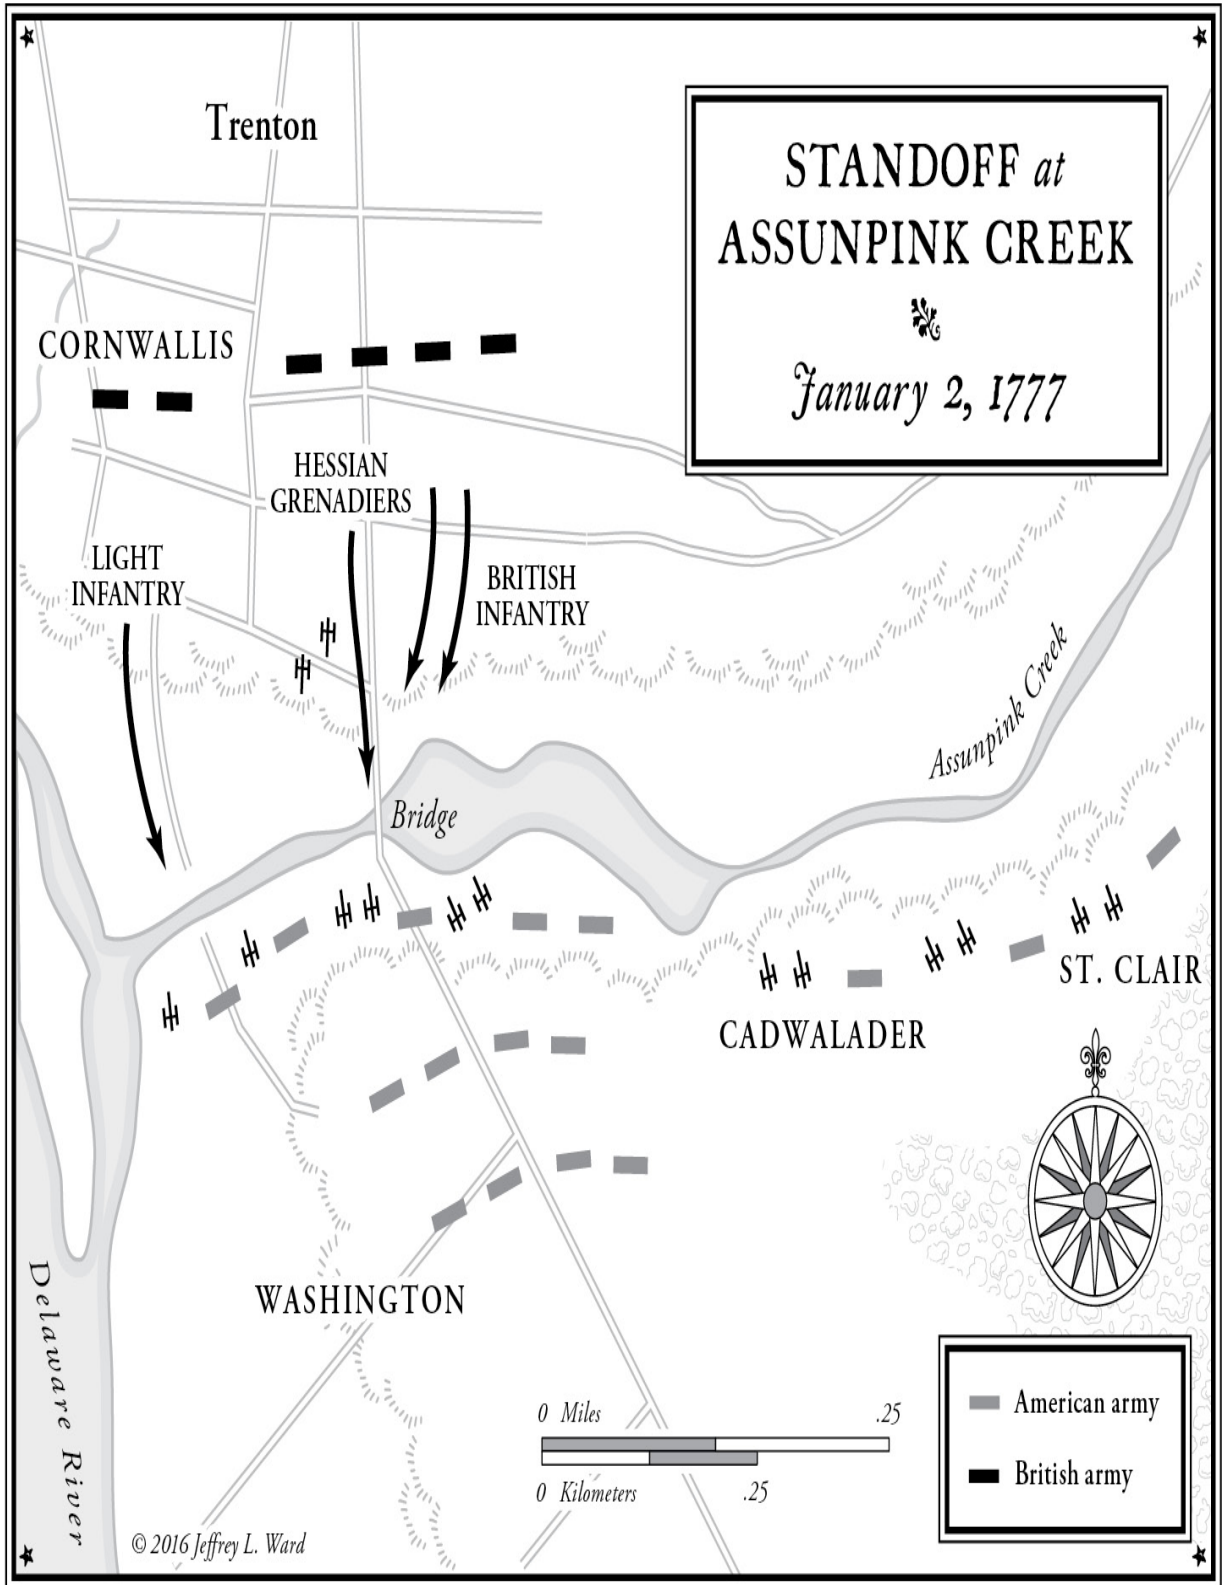 Trenton
STANDOFF at
ASSUNPINK CREEK
January 2, 1777
CORNWALLIS
HESSIAN
GRENADIERS
LIGHT
INFANTRY
BRITISH
INFANTRY
Assunpink Creek
Bridge
ST. CLAIR
CADWALADER
WASHINGTON
Delaware River
0 Miles .25
0 Kilometers .25
American army
British army
© 2016 Jeffrey L. Ward